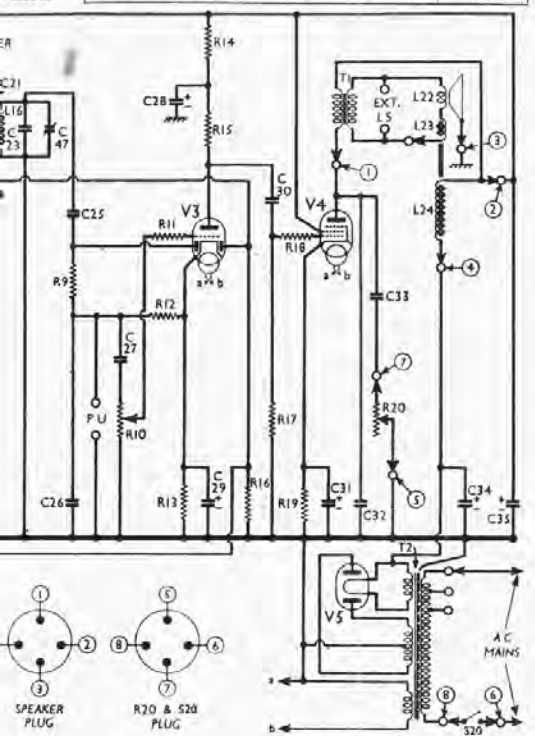 ER
R14
C21
L16
C
23
C
47
C28
+
-
R15
T1
EXT.
LS
L22
L23
3
1
2
C
30
V3
V4
L24
C25
R11
R18
a
b
a
b
4
R9
R12
C33
C
27
7
R20
PU
R10
R17
5
C26
R13
C
29
+
-
R16
R19
C31
+
-
C32
C34
+
-
+
C35
T2
V5
1
2
3
SPEAKER
PLUG
5
8
6
7
R20 & S20
PLUG
a
b
AC
MAINS
8
6
S20